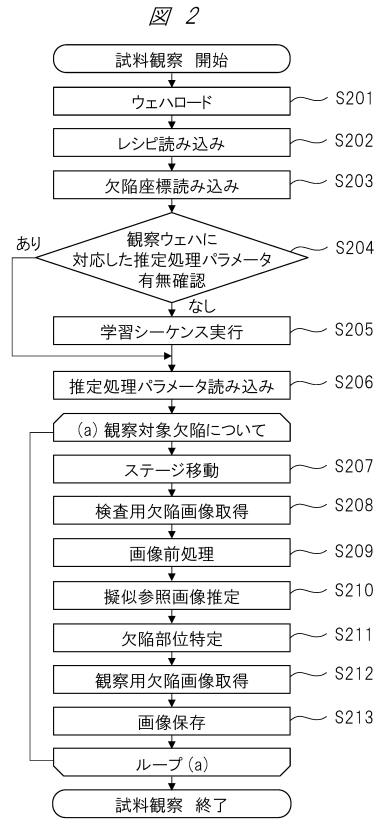 図 2
試料観察 開始
ウェハロード
S201
レシピ読み込み
S202
欠陥座標読み込み
S203
あり
観察ウェハに
対応した推定処理パラメータ
有無確認
S204
なし
学習シーケンス実行
S205
推定処理パラメータ読み込み
S206
(a) 観察対象欠陥について
ステージ移動
S207
検査用欠陥画像取得
S208
画像前処理
S209
擬似参照画像推定
S210
欠陥部位特定
S211
観察用欠陥画像取得
S212
画像保存
S213
ループ(a)
試料観察 終了